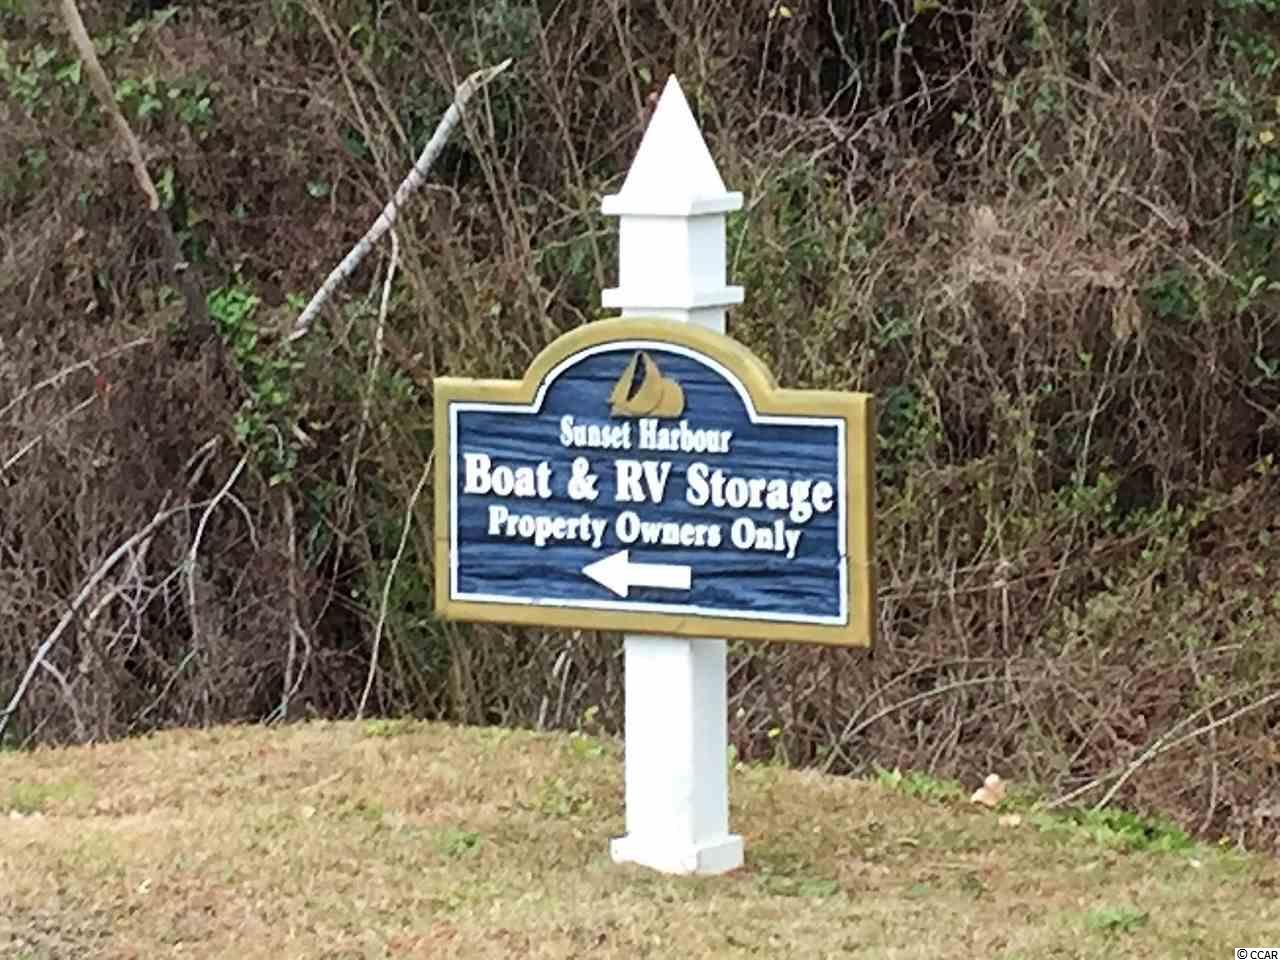 Sunset Harbour
Boat & RV Storage
Property Owners Only
© CCAR